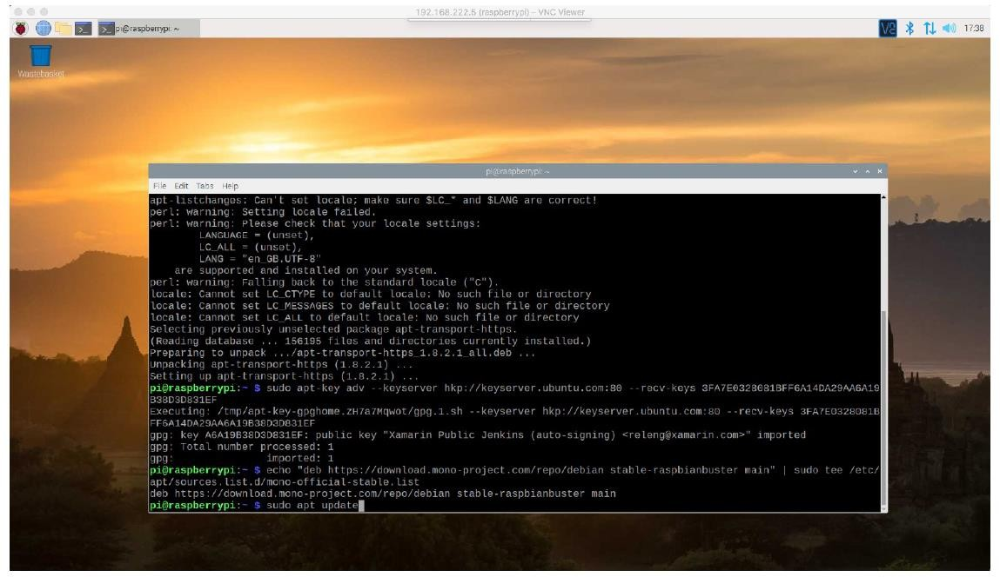 192.168.222.5 (raspberrypi) – VNC Viewer
pi@raspberrypi: ~
17:38
Wastebasket
pi@raspberrypi: ~
File Edit Tabs Help
apt-listchanges: Can't set locale; make sure $LC_* and $LANG are correct!
perl: warning: Setting locale failed.
perl: warning: Please check that your locale settings:
LANGUAGE = (unset),
LC_ALL = (unset),
LANG = "en_GB.UTF-8"
are supported and installed on your system.
perl: warning: Falling back to the standard locale ("C").
locale: Cannot set LC_CTYPE to default locale: No such file or directory
locale: Cannot set LC_MESSAGES to default locale: No such file or directory
locale: Cannot set LC_ALL to default locale: No such file or directory
Selecting previously unselected package apt-transport-https.
(Reading database ... 156195 files and directories currently installed.)
Preparing to unpack .../apt-transport-https_1.8.2.1_all.deb ...
Unpacking apt-transport-https (1.8.2.1) ...
Setting up apt-transport-https (1.8.2.1) ...
pi@raspberrypi:~ $ sudo apt-key adv --keyserver hkp://keyserver.ubuntu.com:80 --recv-keys 3FA7E0328081BFF6A14DA29AA6A19
B38D3D831EF
Executing: /tmp/apt-key-gpghome.ZH7a7Mqwot/gpg.1.sh --keyserver hkp://keyserver.ubuntu.com:80 --recv-keys 3FA7E0328081B
FF6A14DA29AA6A19B38D3D831EF
gpg: key A6A19B38D3D831EF: public key "Xamarin Public Jenkins (auto-signing) <releng@xamarin.com>" imported
gpg: Total number processed: 1
gpg: imported: 1
pi@raspberrypi:~ $ echo "deb https://download.mono-project.com/repo/debian stable-raspbianbuster main" | sudo tee /etc/
apt/sources.list.d/mono-official-stable.list
deb https://download.mono-project.com/repo/debian stable-raspbianbuster main
pi@raspberrypi:~ $ sudo apt update